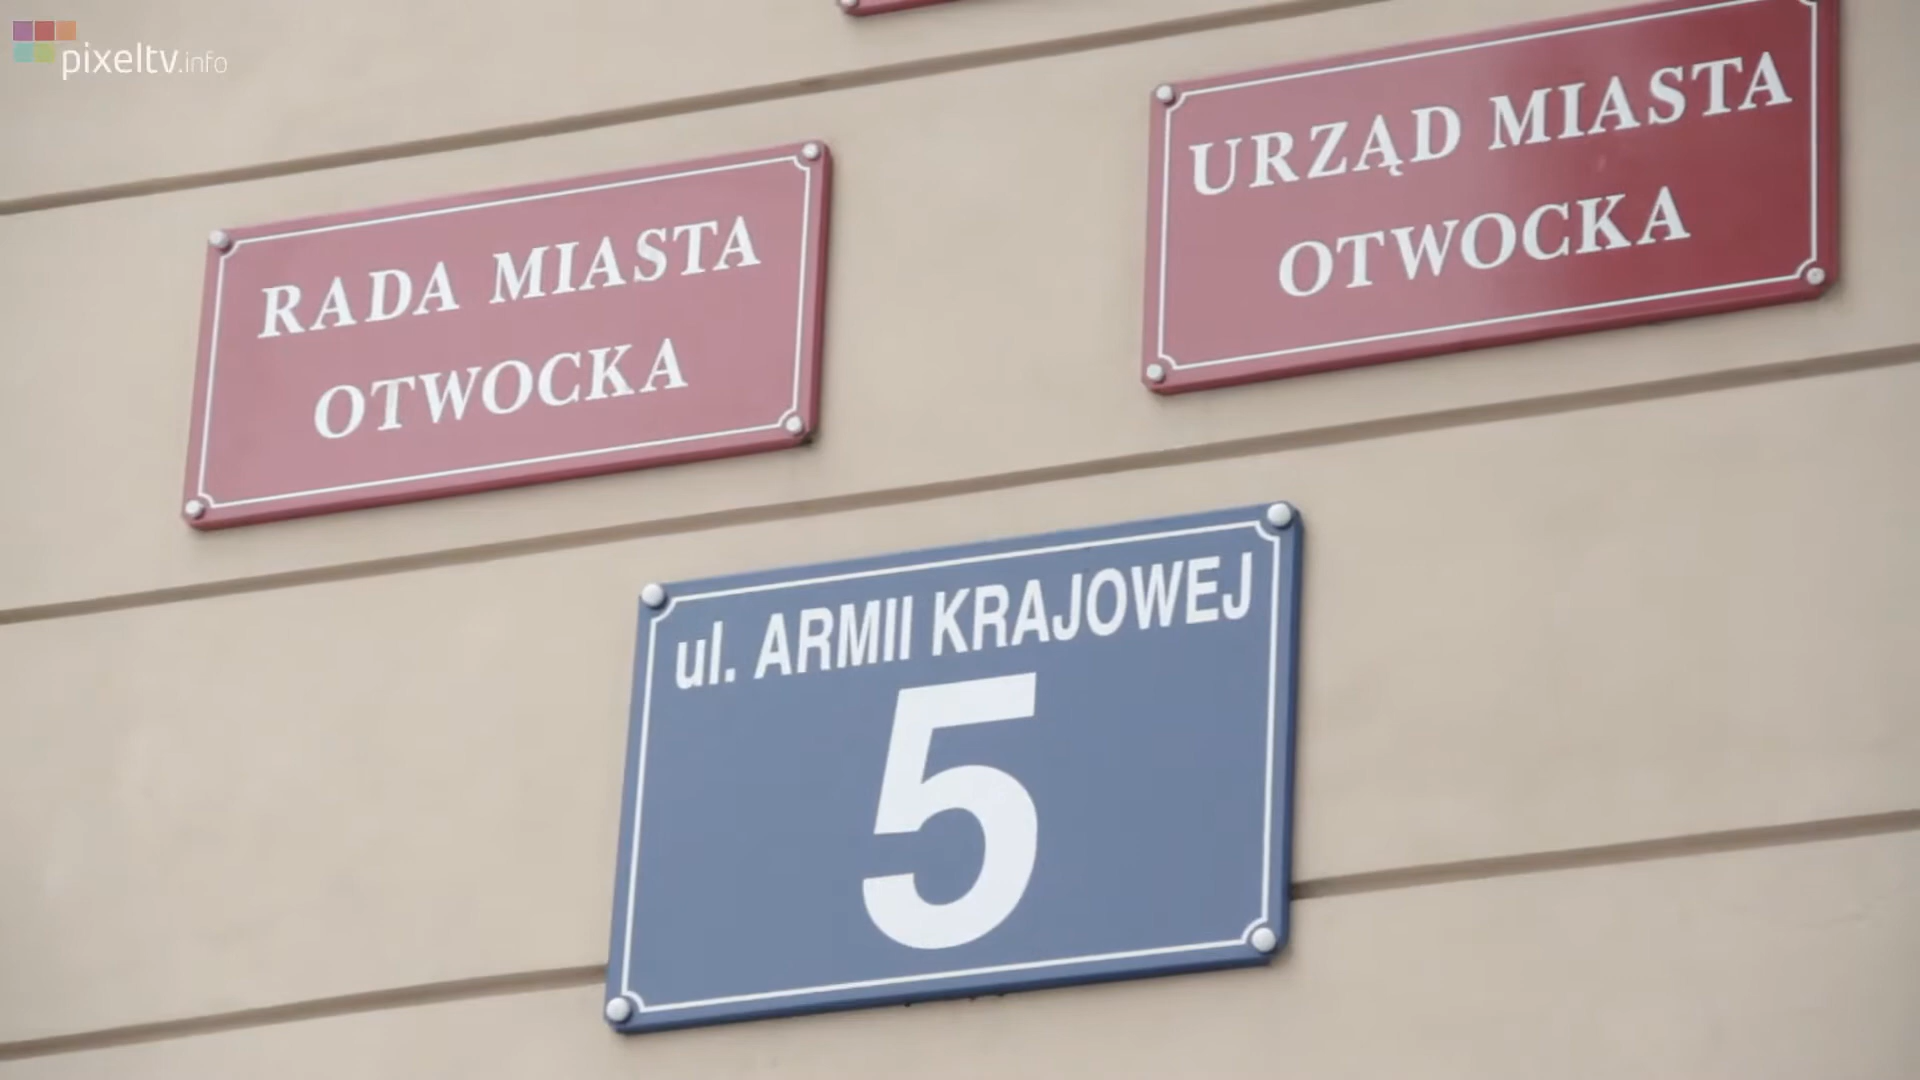 pixeltv.info
RADA MIASTA
OTWOCKA
URZĄD MIASTA
OTWOCKA
ul. ARMII KRAJOWEJ
5